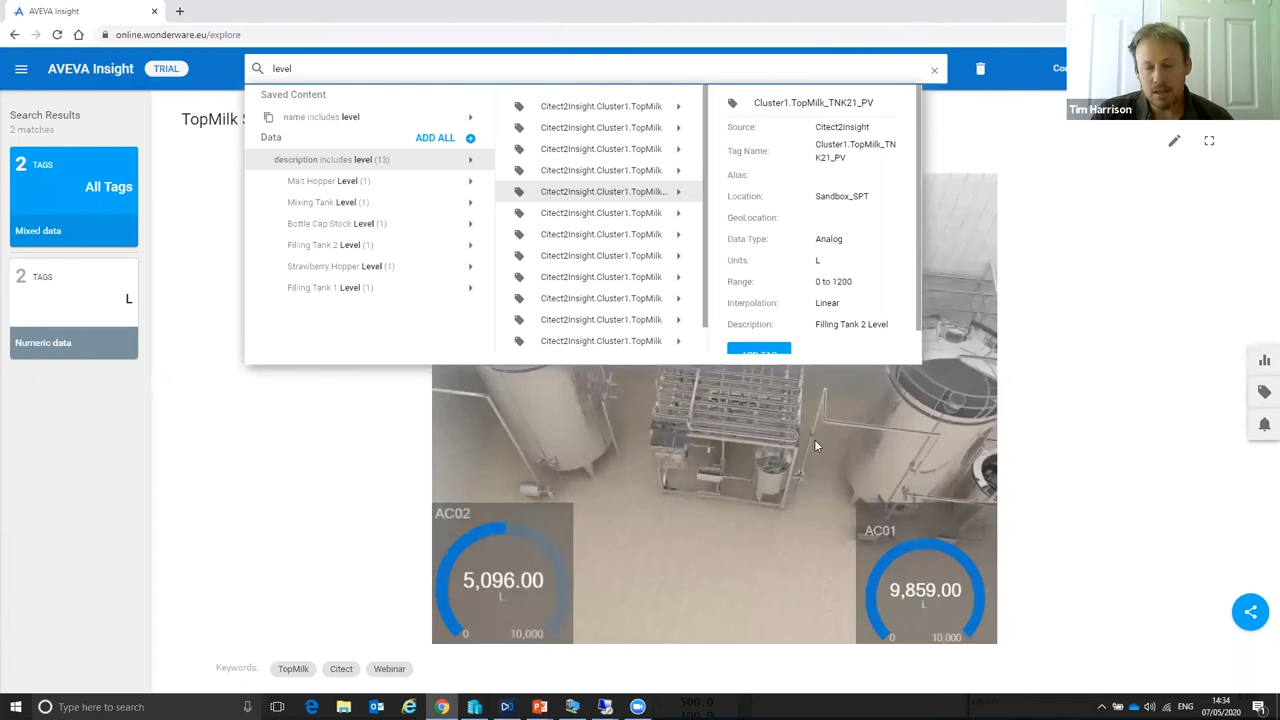 AVEVA Insight
online.wonderware.eu/explore
AVEVA Insight
TRIAL
level
Con
Tim Harrison
Search Results
2 matches
2 TAGS
All Tags
Mixed data
2 TAGS
L
Numeric data
TopMilk S
Saved Content
name includes level
Data
ADD ALL
description includes level (13)
Malt Hopper Level (1)
Mixing Tank Level (1)
Bottle Cap Stock Level (1)
Filling Tank 2 Level (1)
Strawberry Hopper Level (1)
Filling Tank 1 Level (1)
Citect2Insight.Cluster1.TopMilk
Citect2Insight.Cluster1.TopMilk
Citect2Insight.Cluster1.TopMilk
Citect2Insight.Cluster1.TopMilk
Citect2Insight.Cluster1.TopMilk...
Citect2Insight.Cluster1.TopMilk
Citect2Insight.Cluster1.TopMilk
Citect2Insight.Cluster1.TopMilk
Citect2Insight.Cluster1.TopMilk
Citect2Insight.Cluster1.TopMilk
Citect2Insight.Cluster1.TopMilk
Citect2Insight.Cluster1.TopMilk
Cluster1.TopMilk_TNK21_PV
Source: Citect2Insight
Tag Name: Cluster1.TopMilk_TN
K21_PV
Alias:
Location: Sandbox_SPT
GeoLocation:
Data Type: Analog
Units: L
Range: 0 to 1200
Interpolation: Linear
Description: Filling Tank 2 Level
ADD TAG
AC02
5,096.00
L
0 10,000
AC01
9,859.00
L
0 10,000
Keywords: TopMilk Citect Webinar
Type here to search
500.0
ENG
14:34
07/05/2020